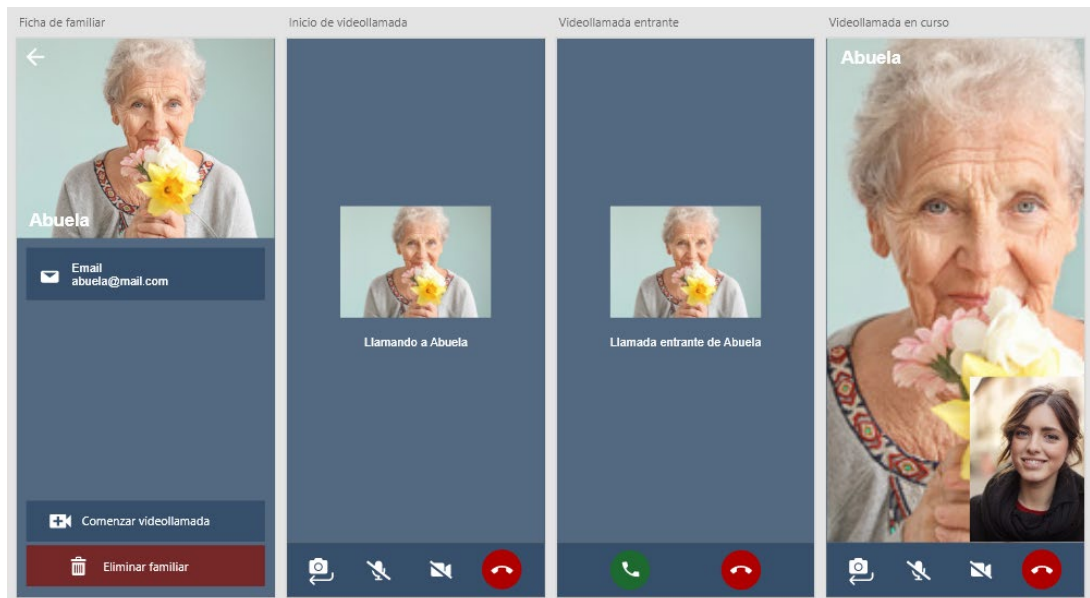 Ficha de familiar
Abuela
Email
abuela@mail.com
Comenzar videollamada
Eliminar familiar
Inicio de videollamada
Llamando a Abuela
Videollamada entrante
Llamada entrante de Abuela
Videollamada en curso
Abuela